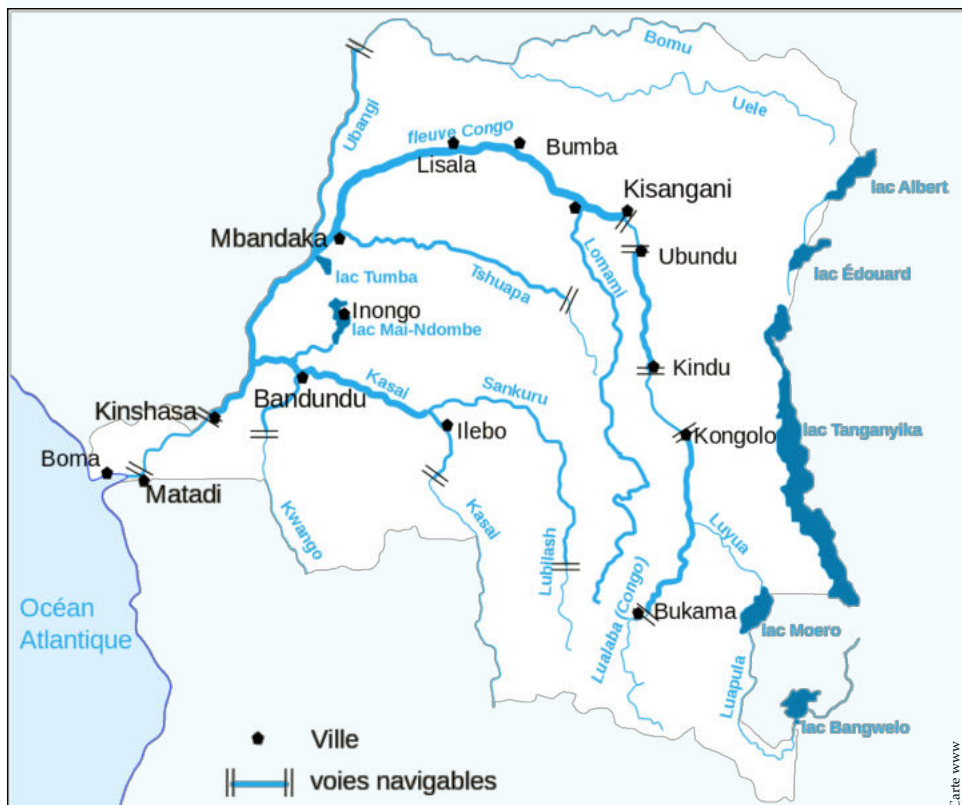 Bomu
Uele
Ubangi
fleuve Congo
Lisala
Bumba
Kisangani
lac Albert
Mbandaka
Ubundu
lac Édouard
lac Tumba
Tshuapa
Lomami
Inongo
lac Mai-Ndombe
Kindu
Kasai
Sankuru
Bandundu
Kinshasa
Ilebo
Kongolo
lac Tanganyika
Boma
Matadi
Kwango
Kasai
Lubilash
Luyua
Lualaba (Congo)
Bukama
lac Moero
Océan
Atlantique
Luapula
lac Bangwelo
Ville
voies navigables
Carte www